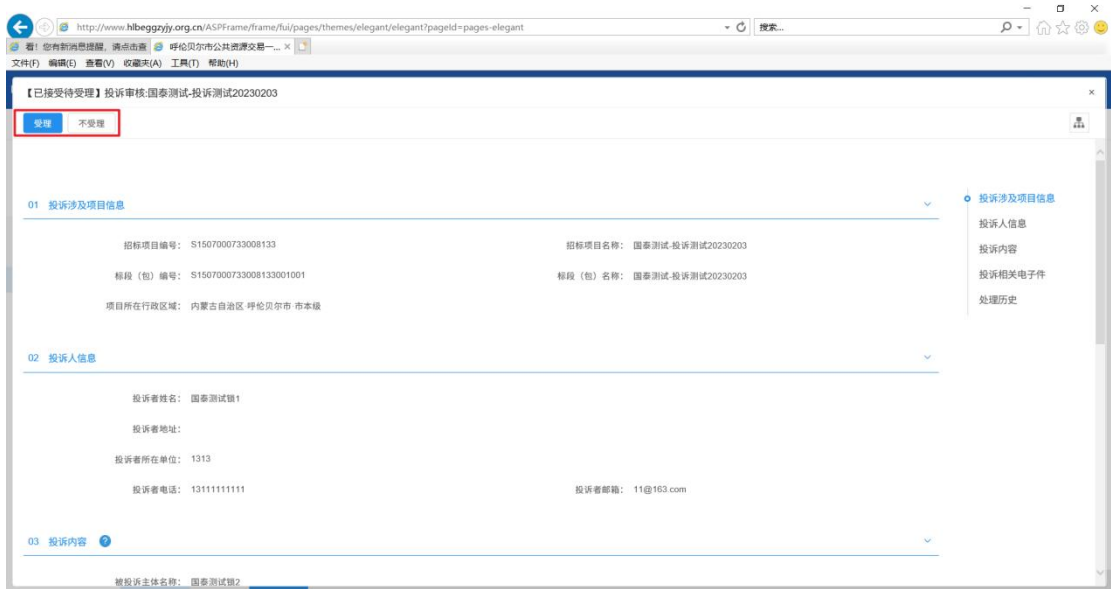 http://www.hlbeggzyjy.org.cn/ASPFrame/frame/fui/pages/themes/elegant/elegant?pageId=pages-elegant
搜索...
看！您有新消息提醒，请点击查
呼伦贝尔市公共资源交易一...
文件(F) 编辑(E) 查看(V) 收藏夹(A) 工具(T) 帮助(H)
【已接受待受理】投诉审核:国泰测试-投诉测试20230203
受理 不受理
01 投诉涉及项目信息
招标项目编号： S1507000733008133 招标项目名称： 国泰测试-投诉测试20230203
标段（包）编号： S1507000733008133001001 标段（包）名称： 国泰测试-投诉测试20230203
项目所在行政区域： 内蒙古自治区·呼伦贝尔市·市本级
02 投诉人信息
投诉者姓名： 国泰测试锁1
投诉者地址：
投诉者所在单位： 1313
投诉者电话： 13111111111 投诉者邮箱： 11@163.com
03 投诉内容 ?
被投诉主体名称： 国泰测试锁2
投诉涉及项目信息
投诉人信息
投诉内容
投诉相关电子件
处理历史